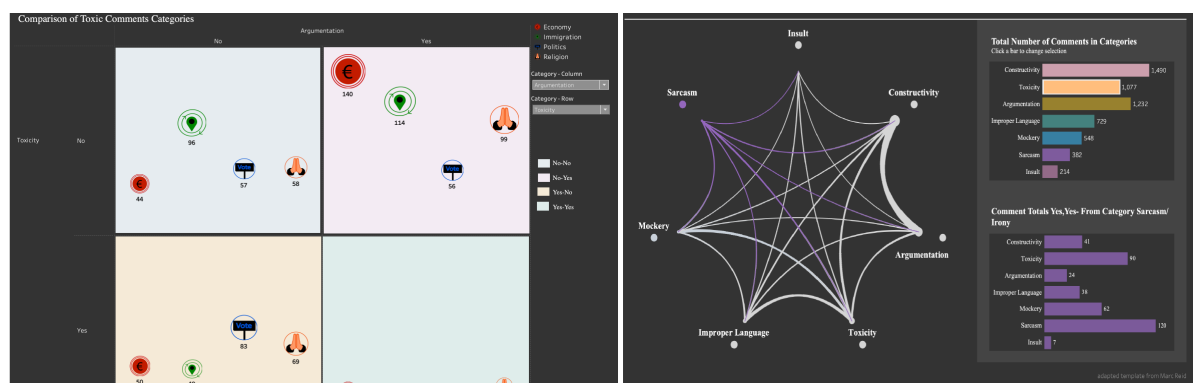 Comparison of Toxic Comments Categories
Argumentation
No
Yes
Economy
Immigration
Politics
Religion
Category - Column
Argumentation
Category - Row
Toxicity
No-No
No-Yes
Yes-No
Yes-Yes
Toxicity
No
Yes
€
140
114
99
96
Vote
57
58
Vote
56
€
44
Vote
83
69
€
50
Insult
Sarcasm
Constructivity
Mockery
Argumentation
Improper Language
Toxicity
Total Number of Comments in Categories
Click a bar to change selection
Constructivity 1,490
Toxicity 1,077
Argumentation 1,232
Improper Language 729
Mockery 548
Sarcasm 382
Insult 214
Comment Totals Yes,Yes- From Category Sarcasm/
Irony
Constructivity 41
Toxicity 90
Argumentation 24
Improper Language 38
Mockery 62
Sarcasm 120
Insult 7
adapted template from Marc Reid